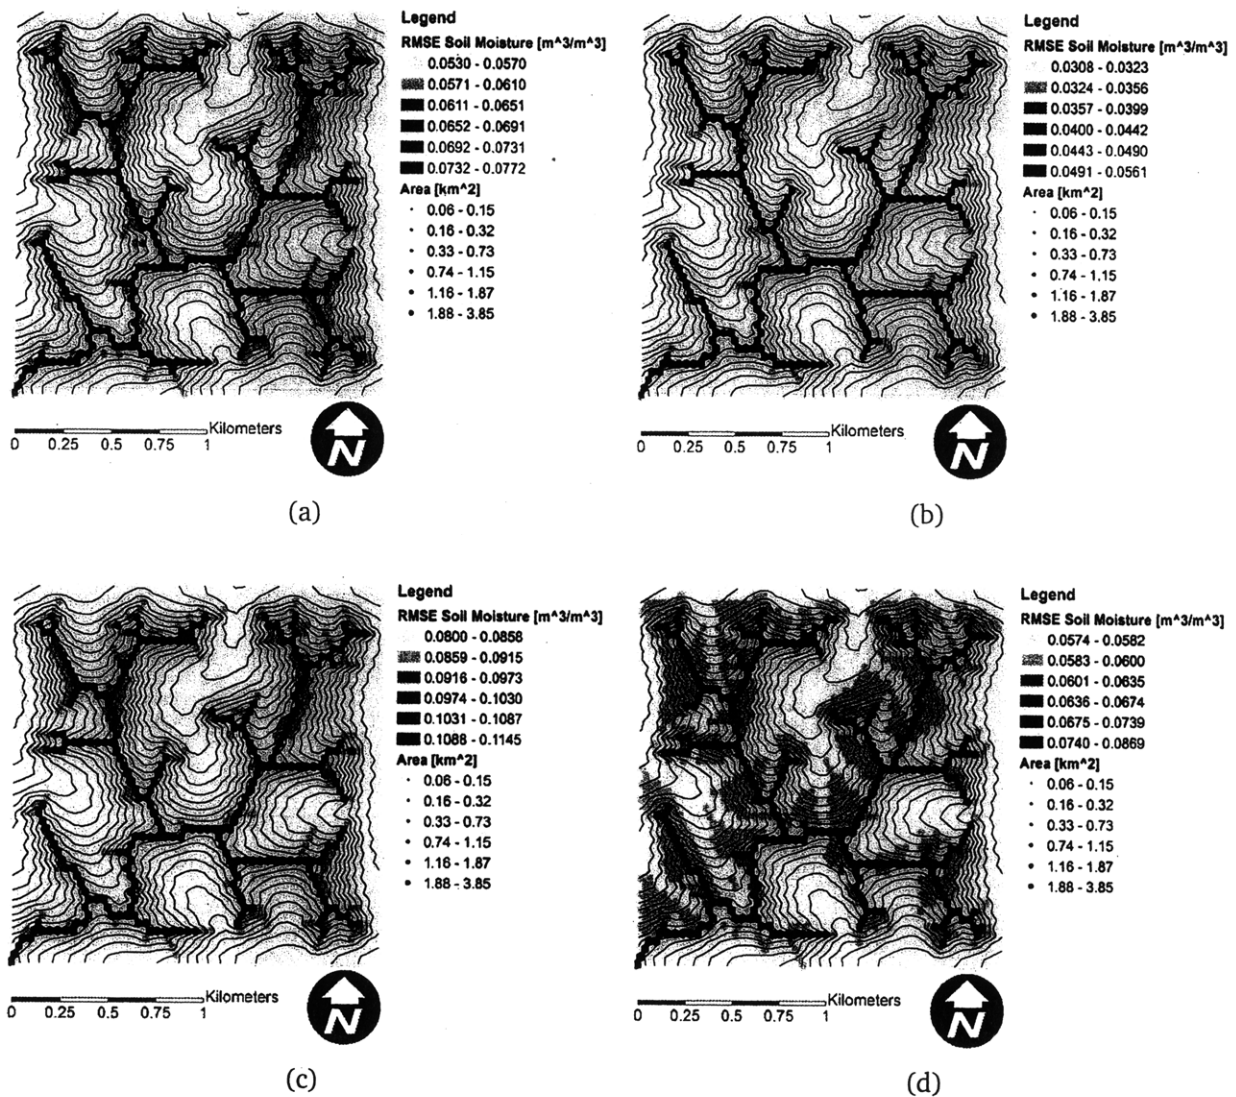 Legend
RMSE Soil Moisture [m^3/m^3]
0.0530 - 0.0570
0.0571 - 0.0610
0.0611 - 0.0651
0.0652 - 0.0691
0.0692 - 0.0731
0.0732 - 0.0772
Area [km^2]
0.06 - 0.15
0.16 - 0.32
0.33 - 0.73
0.74 - 1.15
1.16 - 1.87
1.88 - 3.85
Kilometers
0 0.25 0.5 0.75 1
N
(a)
Legend
RMSE Soil Moisture [m^3/m^3]
0.0308 - 0.0323
0.0324 - 0.0356
0.0357 - 0.0399
0.0400 - 0.0442
0.0443 - 0.0490
0.0491 - 0.0561
Area [km^2]
0.06 - 0.15
0.16 - 0.32
0.33 - 0.73
0.74 - 1.15
1.16 - 1.87
1.88 - 3.85
Kilometers
0 0.25 0.5 0.75 1
N
(b)
Legend
RMSE Soil Moisture [m^3/m^3]
0.0800 - 0.0858
0.0859 - 0.0915
0.0916 - 0.0973
0.0974 - 0.1030
0.1031 - 0.1087
0.1088 - 0.1145
Area [km^2]
0.06 - 0.15
0.16 - 0.32
0.33 - 0.73
0.74 - 1.15
1.16 - 1.87
1.88 - 3.85
Kilometers
0 0.25 0.5 0.75 1
N
(c)
Legend
RMSE Soil Moisture [m^3/m^3]
0.0574 - 0.0582
0.0583 - 0.0600
0.0601 - 0.0635
0.0636 - 0.0674
0.0675 - 0.0739
0.0740 - 0.0869
Area [km^2]
0.06 - 0.15
0.16 - 0.32
0.33 - 0.73
0.74 - 1.15
1.16 - 1.87
1.88 - 3.85
Kilometers
0 0.25 0.5 0.75 1
N
(d)